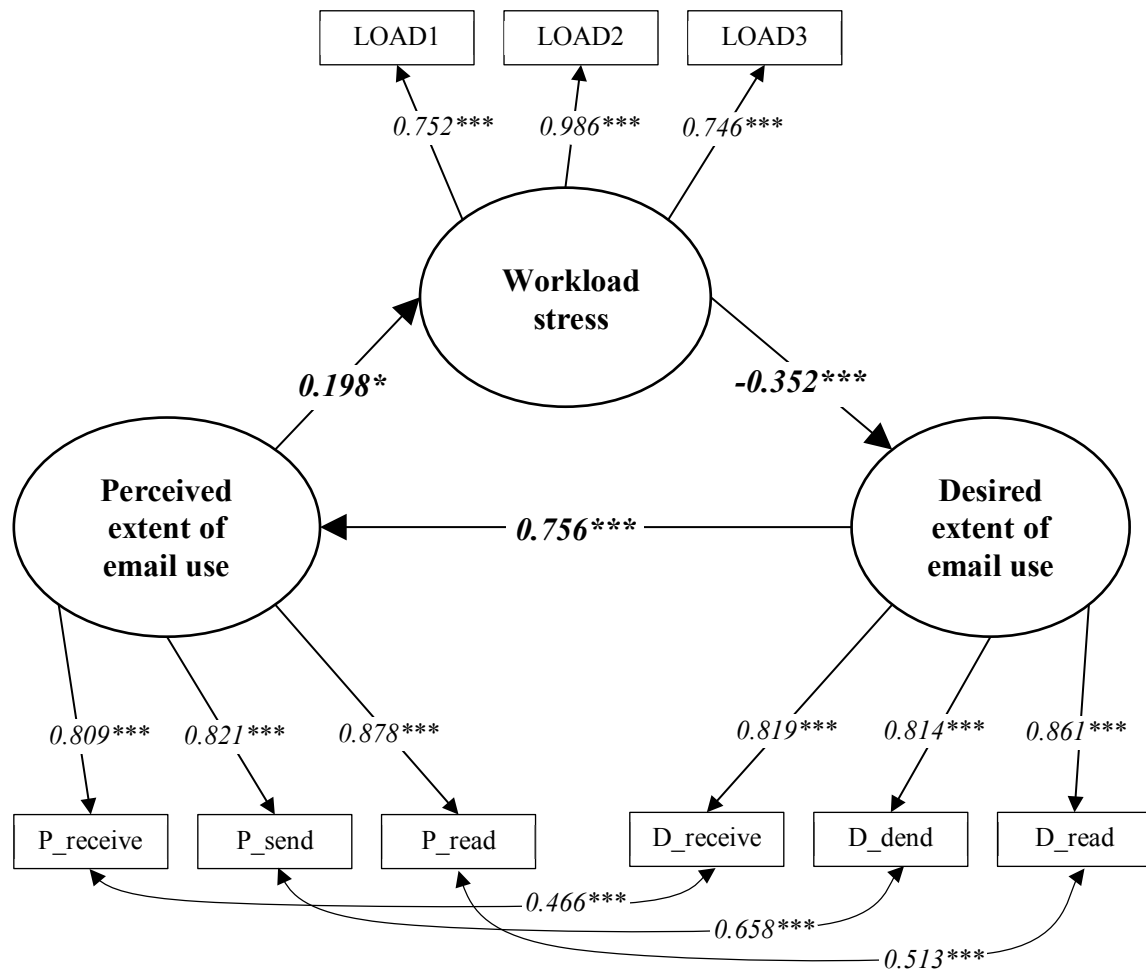 LOAD1
LOAD2
LOAD3
0.752***
0.986***
0.746***
Workload
stress
0.198*
-0.352***
Perceived
extent of
email use
0.756***
Desired
extent of
email use
0.809***
0.821***
0.878***
0.819***
0.814***
0.861***
P_receive
P_send
P_read
D_receive
D_dend
D_read
0.466***
0.658***
0.513***